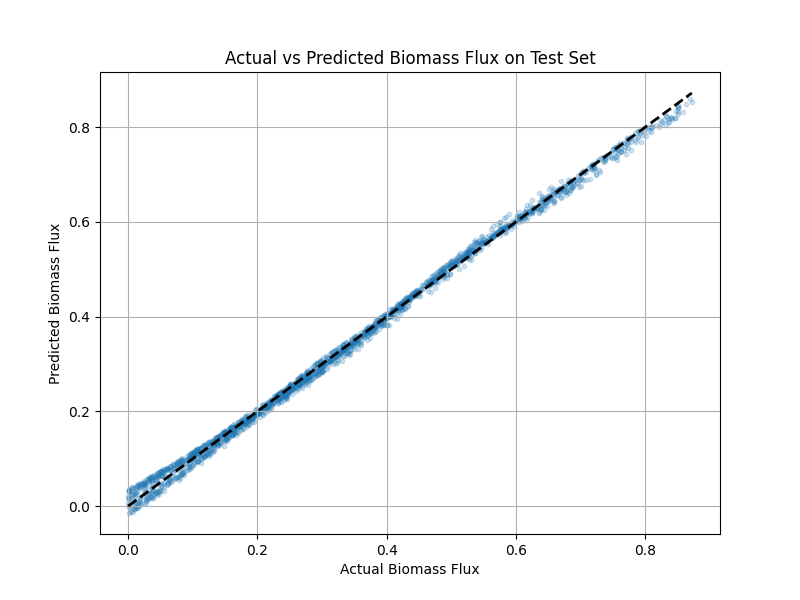 Actual vs Predicted Biomass Flux on Test Set
0.8
0.6
0.4
0.2
0.0
Predicted Biomass Flux
0.0 0.2 0.4 0.6 0.8
Actual Biomass Flux